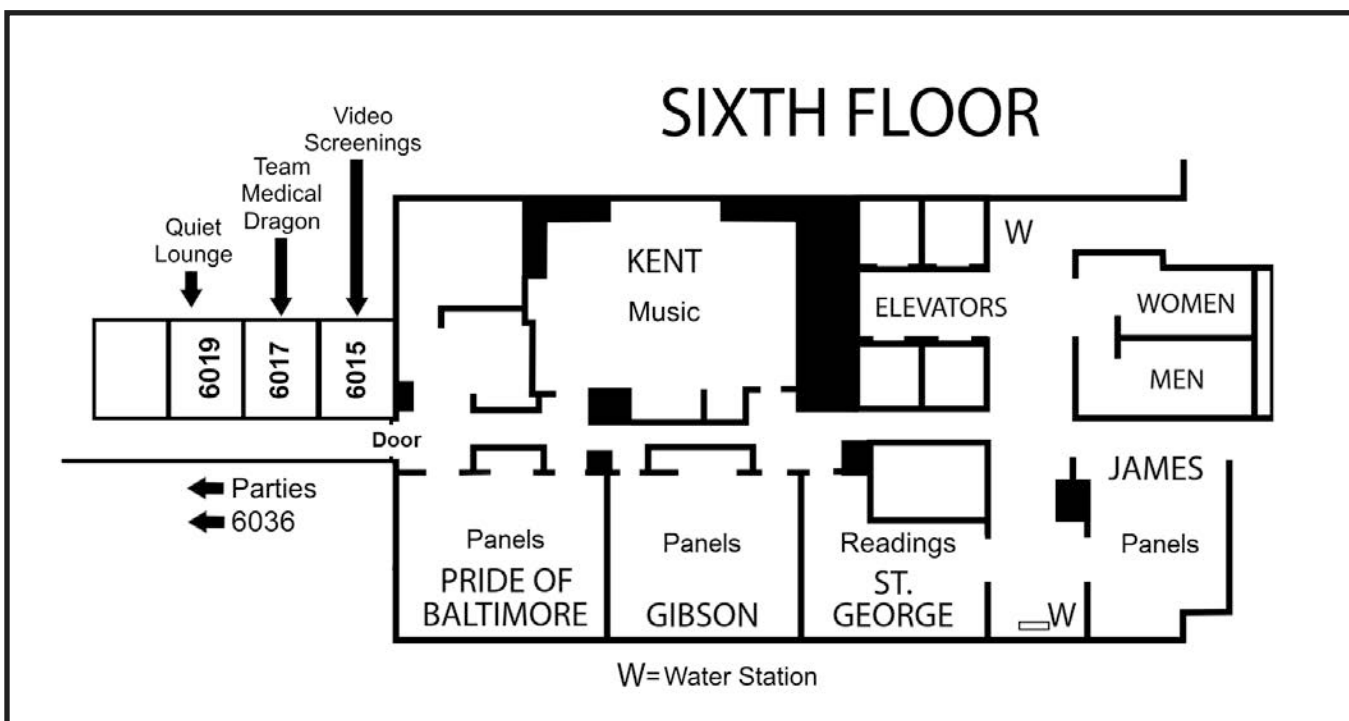 SIXTH FLOOR
Video
Screenings
Team
Medical
Dragon
Quiet
Lounge
6019
6017
6015
KENT
Music
W
ELEVATORS
WOMEN
MEN
Door
Parties
6036
Panels
PRIDE OF
BALTIMORE
Panels
GIBSON
Readings
ST.
GEORGE
JAMES
Panels
W
W= Water Station